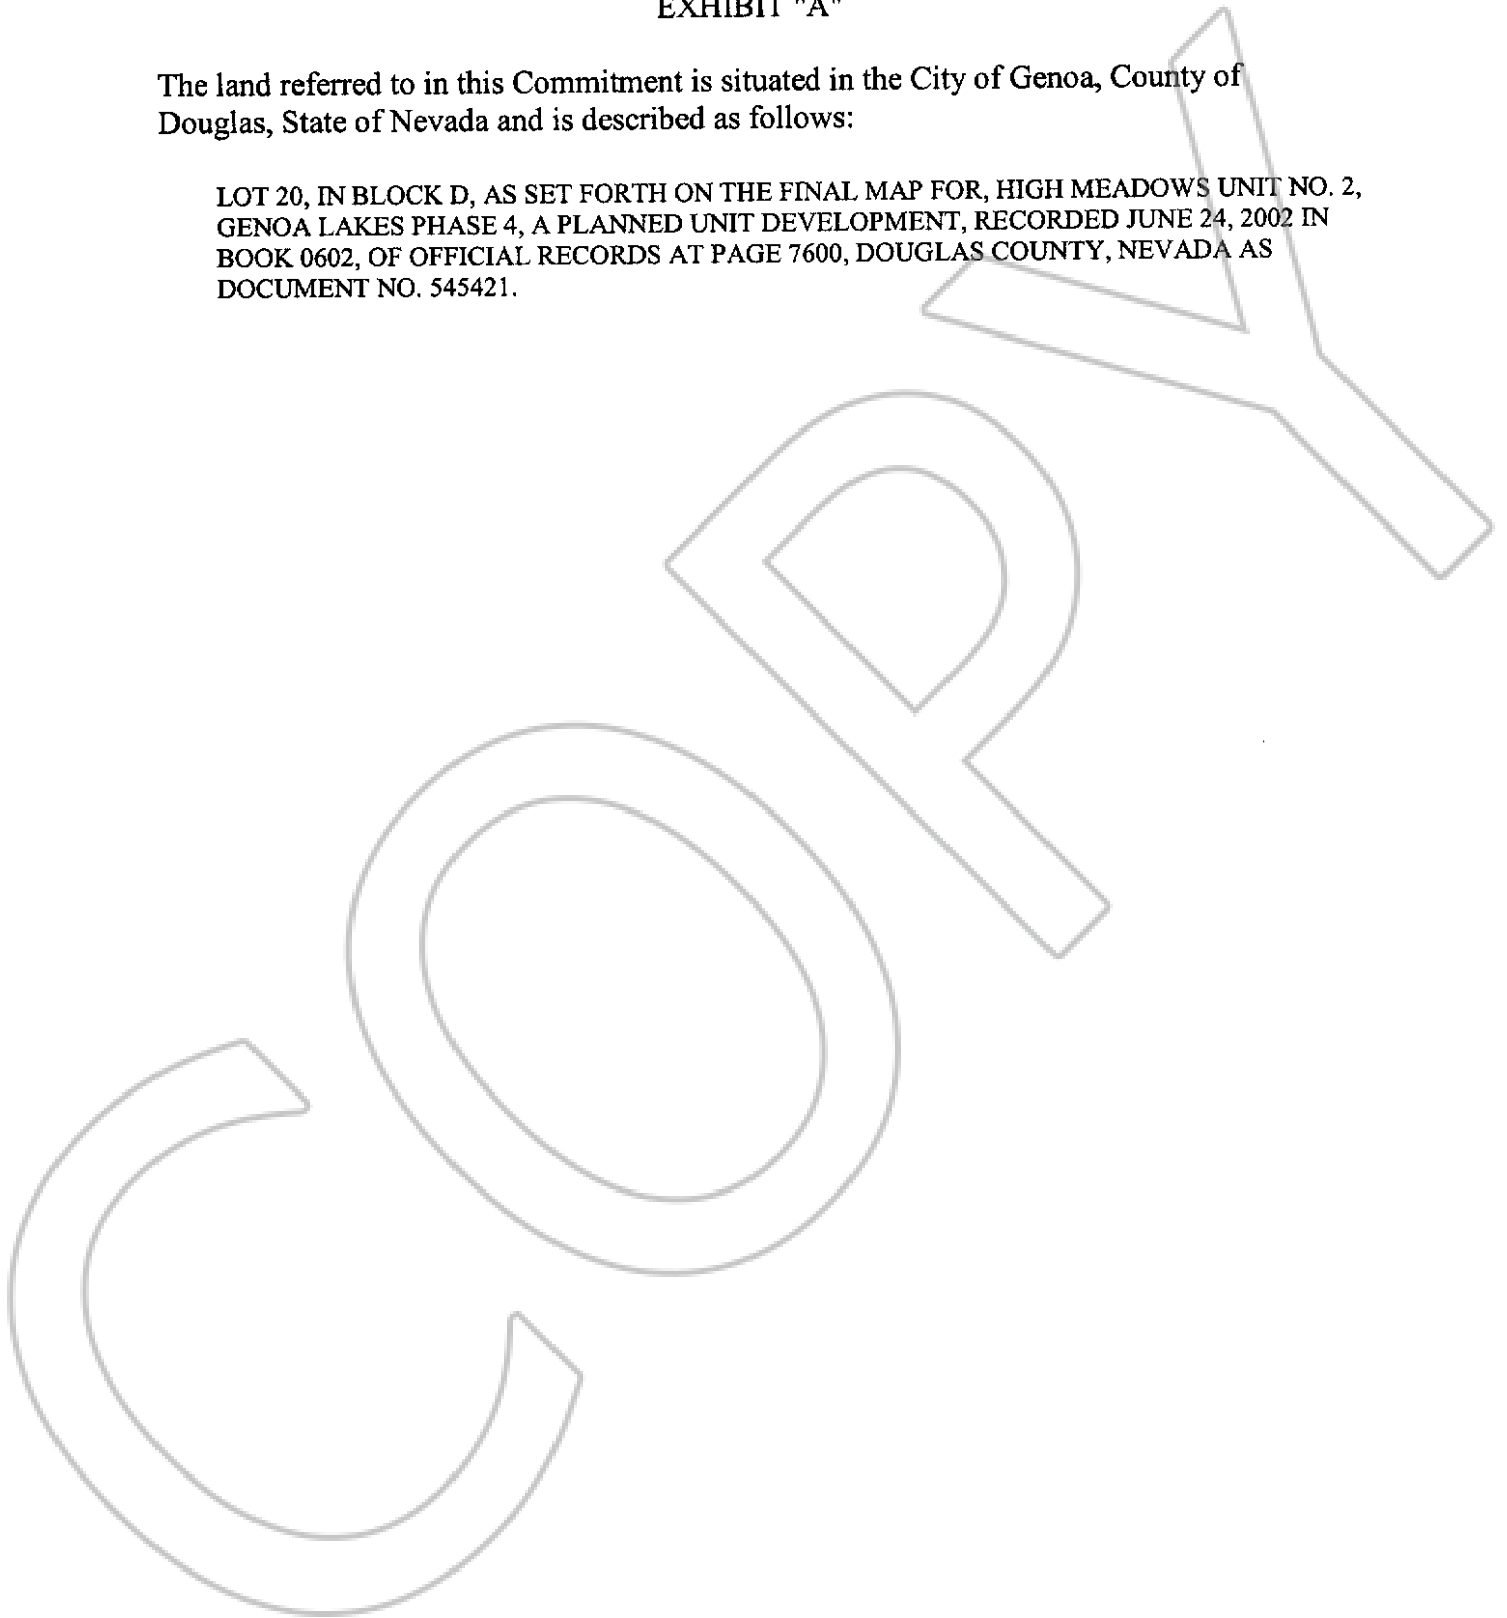 EXHIBIT "A"
The land referred to in this Commitment is situated in the City of Genoa, County of
Douglas, State of Nevada and is described as follows:
LOT 20, IN BLOCK D, AS SET FORTH ON THE FINAL MAP FOR, HIGH MEADOWS UNIT NO. 2,
GENOA LAKES PHASE 4, A PLANNED UNIT DEVELOPMENT, RECORDED JUNE 24, 2002 IN
BOOK 0602, OF OFFICIAL RECORDS AT PAGE 7600, DOUGLAS COUNTY, NEVADA AS
DOCUMENT NO. 545421.
COPY